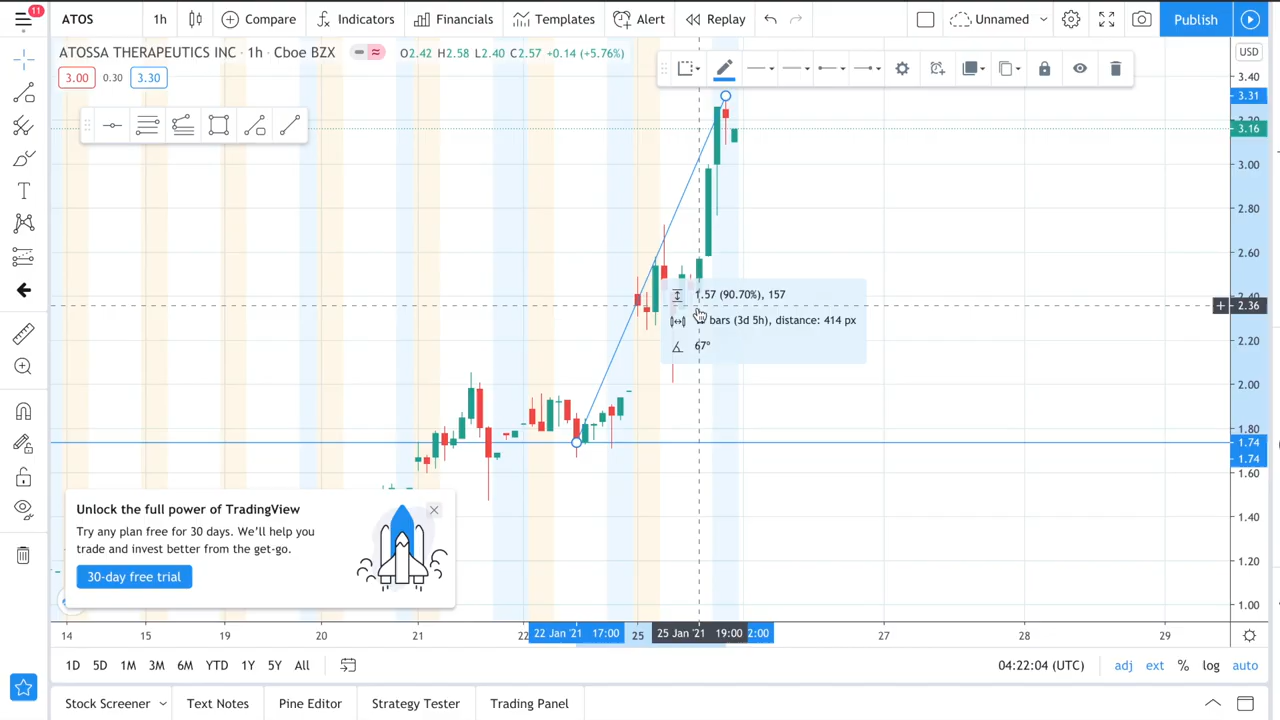 11
ATOS
1h
Compare
Indicators
Financials
Templates
Alert
Replay
Unnamed
Publish
ATOSSA THERAPEUTICS INC · 1h · Cboe BZX
O2.42 H2.58 L2.40 C2.57 +0.14 (+5.76%)
USD
3.00 0.30 3.30
3.40
3.31
3.16
3.00
2.80
2.60
1.57 (90.70%), 157
2.36
bars (3d 5h), distance: 414 px
2.20
67°
2.00
1.80
1.74
1.74
1.60
1.40
1.20
1.00
Unlock the full power of TradingView
Try any plan free for 30 days. We'll help you
trade and invest better from the get-go.
30-day free trial
14 15 19 20 21 22 22 Jan '21 17:00 25 25 Jan '21 19:00 2:00 27 28 29
1D 5D 1M 3M 6M YTD 1Y 5Y All
04:22:04 (UTC) adj ext % log auto
Stock Screener
Text Notes
Pine Editor
Strategy Tester
Trading Panel